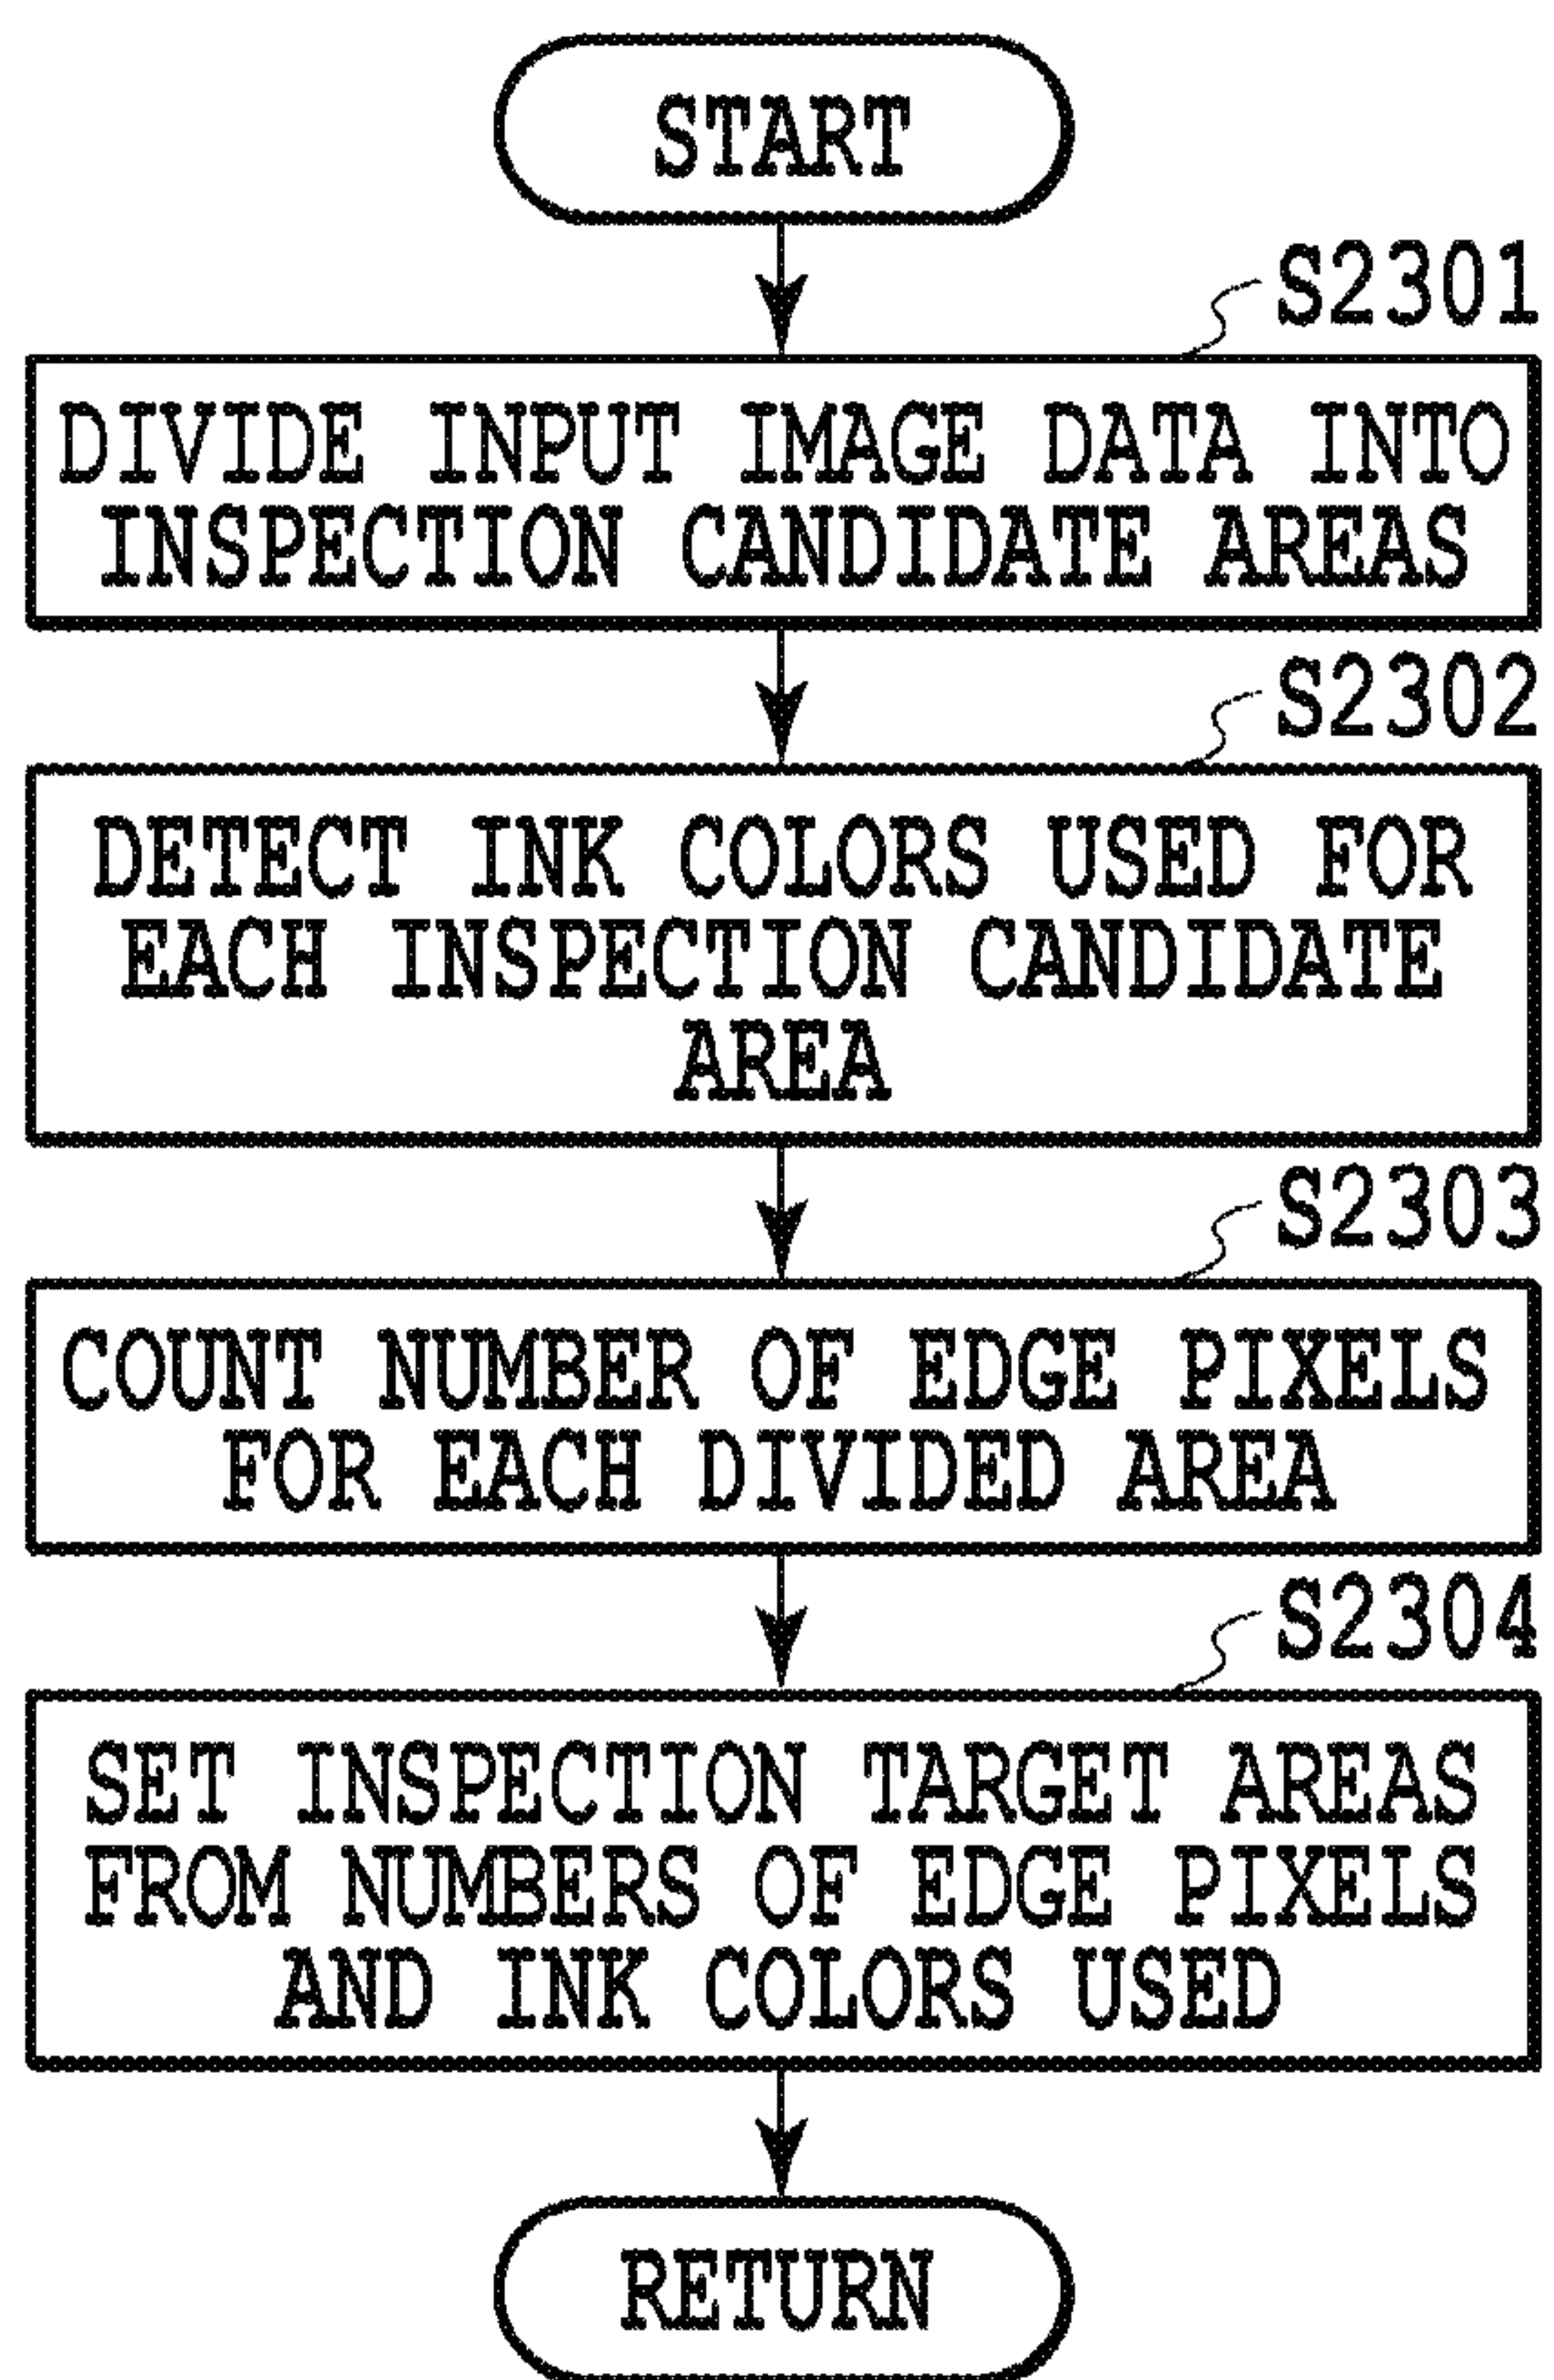 START
S2301
DIVIDE INPUT IMAGE DATA INTO
INSPECTION CANDIDATE AREAS
S2302
DETECT INK COLORS USED FOR
EACH INSPECTION CANDIDATE
AREA
S2303
COUNT NUMBER OF EDGE PIXELS
FOR EACH DIVIDED AREA
S2304
SET INSPECTION TARGET AREAS
FROM NUMBERS OF EDGE PIXELS
AND INK COLORS USED
RETURN